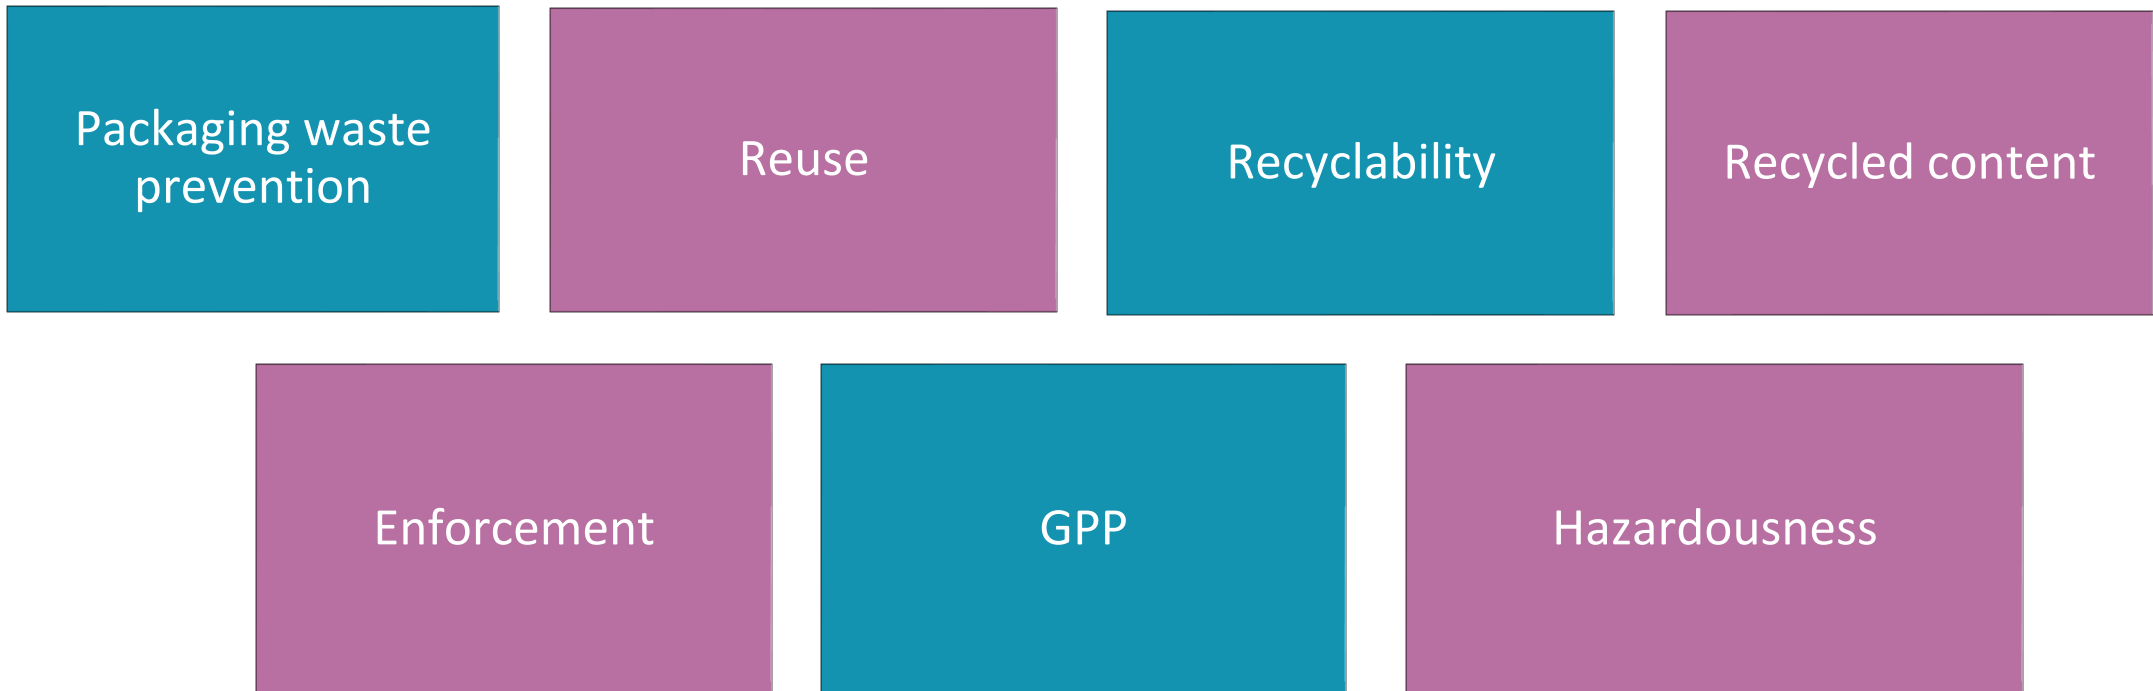 Packaging waste
prevention
Reuse
Recyclability
Recycled content
Enforcement
GPP
Hazardousness